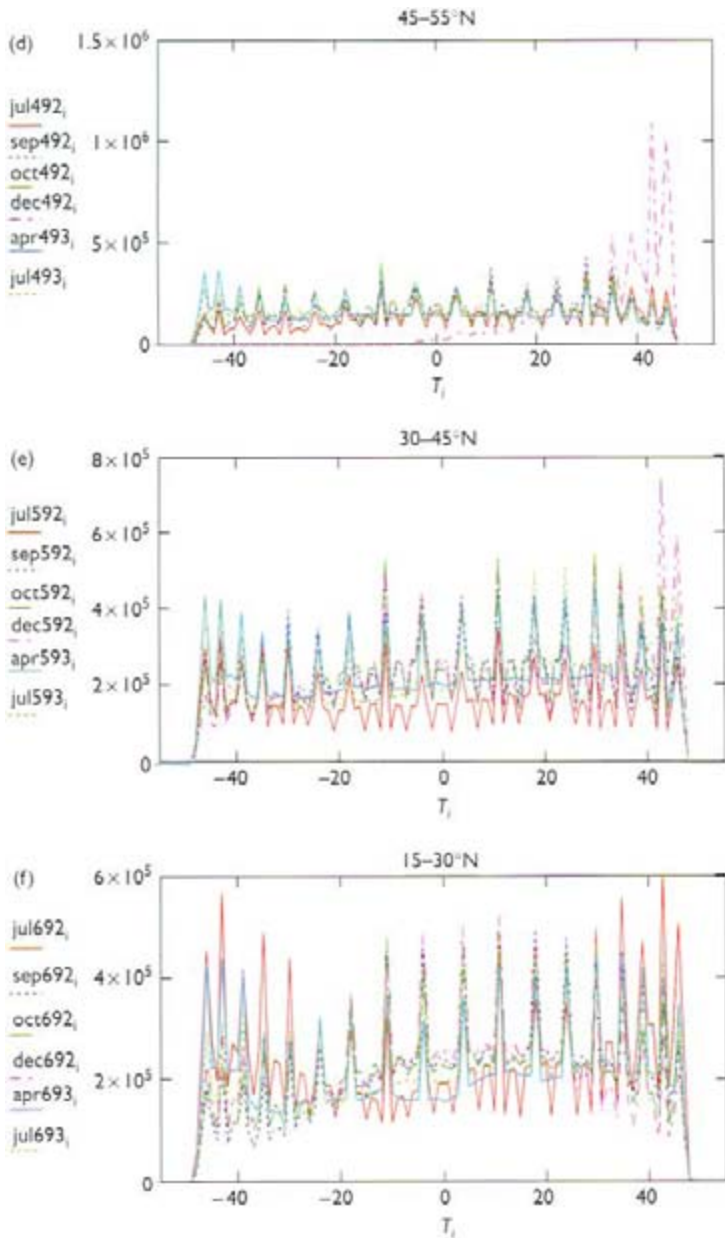 45–55°N
(d)
1.5×10⁶
1×10⁶
5×10⁵
0
jul492ᵢ
sep492ᵢ
oct492ᵢ
dec492ᵢ
apr493ᵢ
jul493ᵢ
−40 −20 0 20 40
Tᵢ
30–45°N
(e)
8×10⁵
6×10⁵
4×10⁵
2×10⁵
0
jul592ᵢ
sep592ᵢ
oct592ᵢ
dec592ᵢ
apr593ᵢ
jul593ᵢ
−40 −20 0 20 40
Tᵢ
15–30°N
(f)
6×10⁵
4×10⁵
2×10⁵
0
jul692ᵢ
sep692ᵢ
oct692ᵢ
dec692ᵢ
apr693ᵢ
jul693ᵢ
−40 −20 0 20 40
Tᵢ